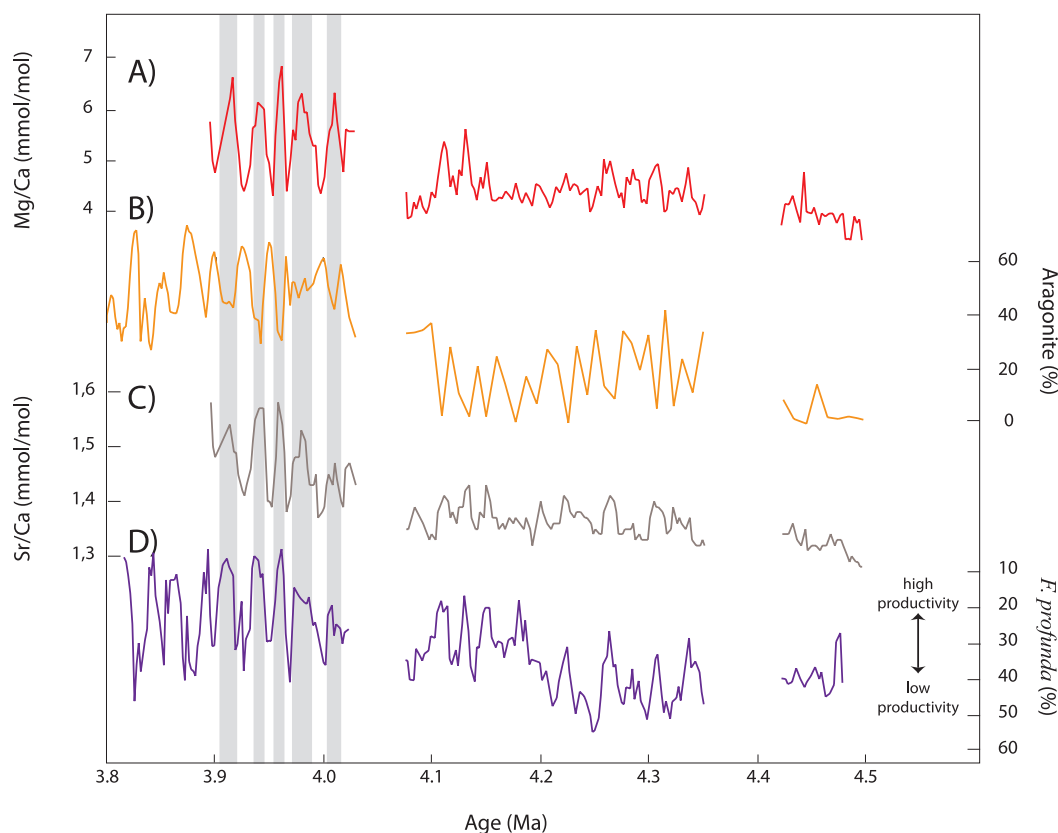 7
A)
6
5
4
Mg/Ca (mmol/mol)
B)
60
40
20
0
Aragonite (%)
1,6
C)
1,5
1,4
1,3
Sr/Ca (mmol/mol)
D)
10
20
30
40
50
60
F. profunda (%)
high
productivity
low
productivity
3.8
3.9
4.0
4.1
4.2
4.3
4.4
4.5
Age (Ma)